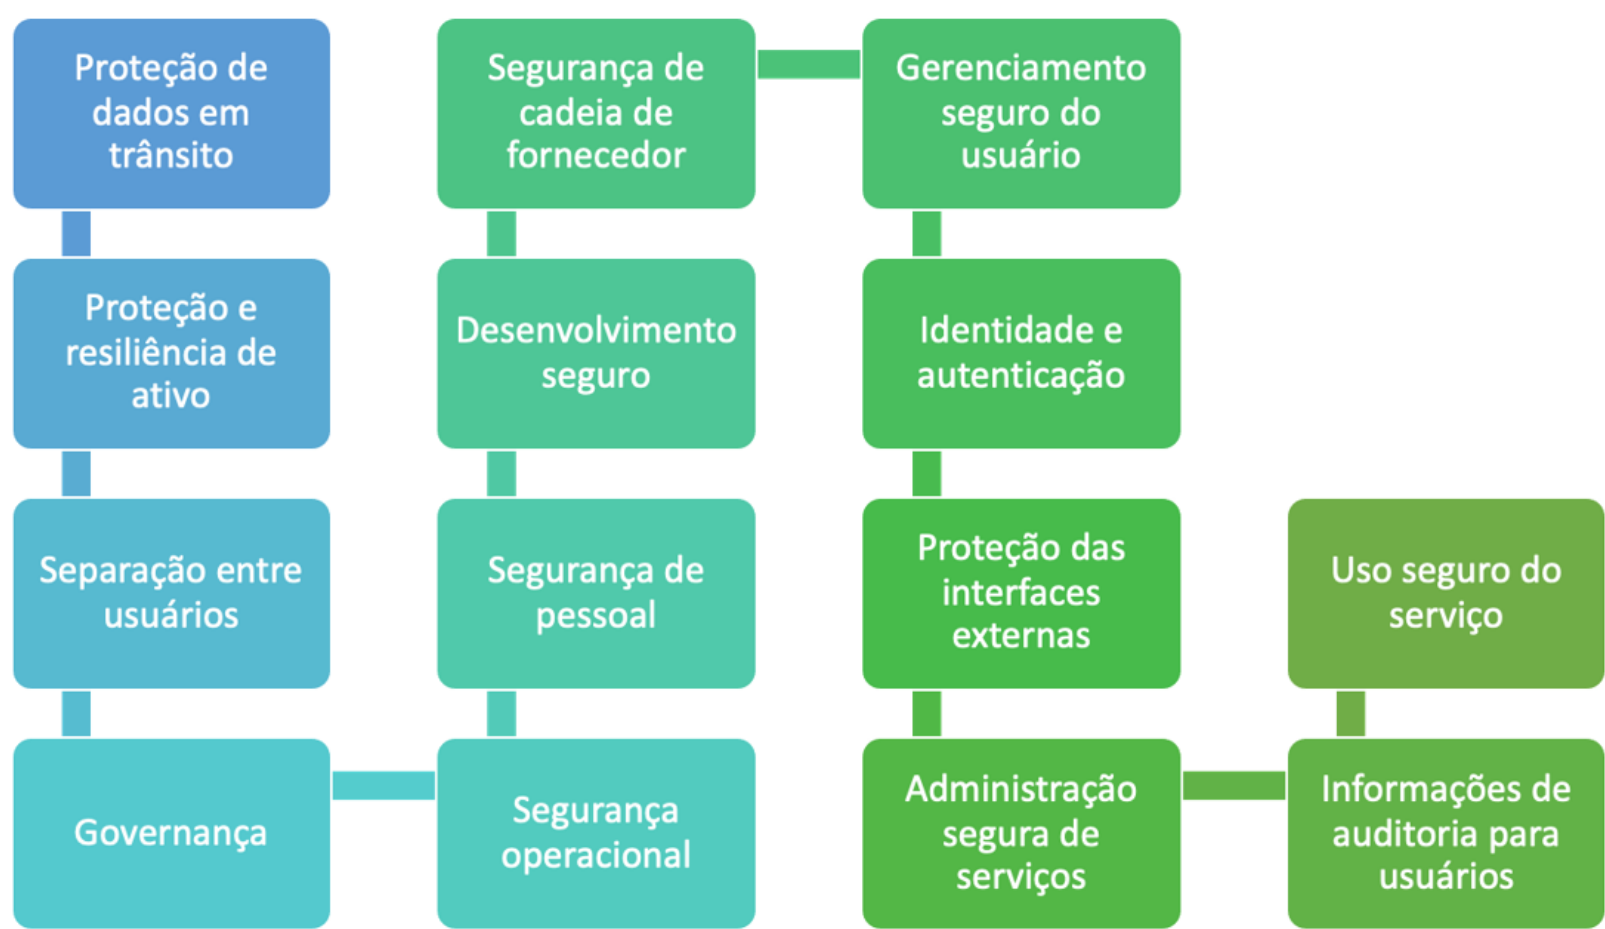 Proteção de
dados em
trânsito
Proteção e
resiliência de
ativo
Separação entre
usuários
Governança
Segurança
operacional
Segurança de
pessoal
Desenvolvimento
seguro
Segurança de
cadeia de
fornecedor
Gerenciamento
seguro do
usuário
Identidade e
autenticação
Proteção das
interfaces
externas
Administração
segura de
serviços
Informações de
auditoria para
usuários
Uso seguro do
serviço